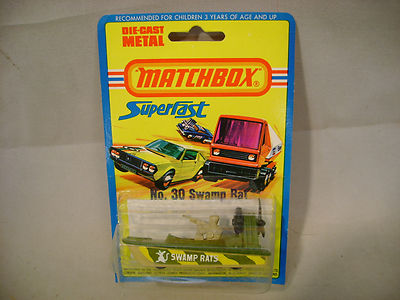 RECOMMENDED FOR CHILDREN 3 YEARS OF AGE AND UP
DIE-CAST
METAL
MATCHBOX®
Superfast
No. 30 Swamp Rat
SWAMP RATS